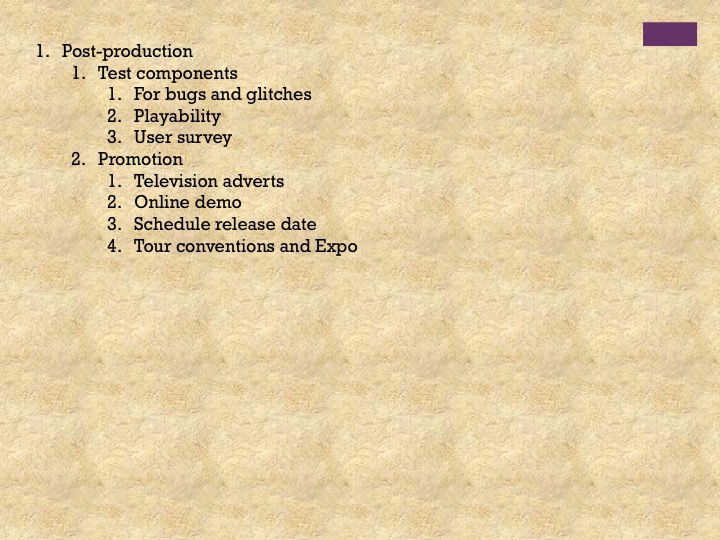 1. Post-production
1. Test components
1. For bugs and glitches
2. Playability
3. User survey
2. Promotion
1. Television adverts
2. Online demo
3. Schedule release date
4. Tour conventions and Expo